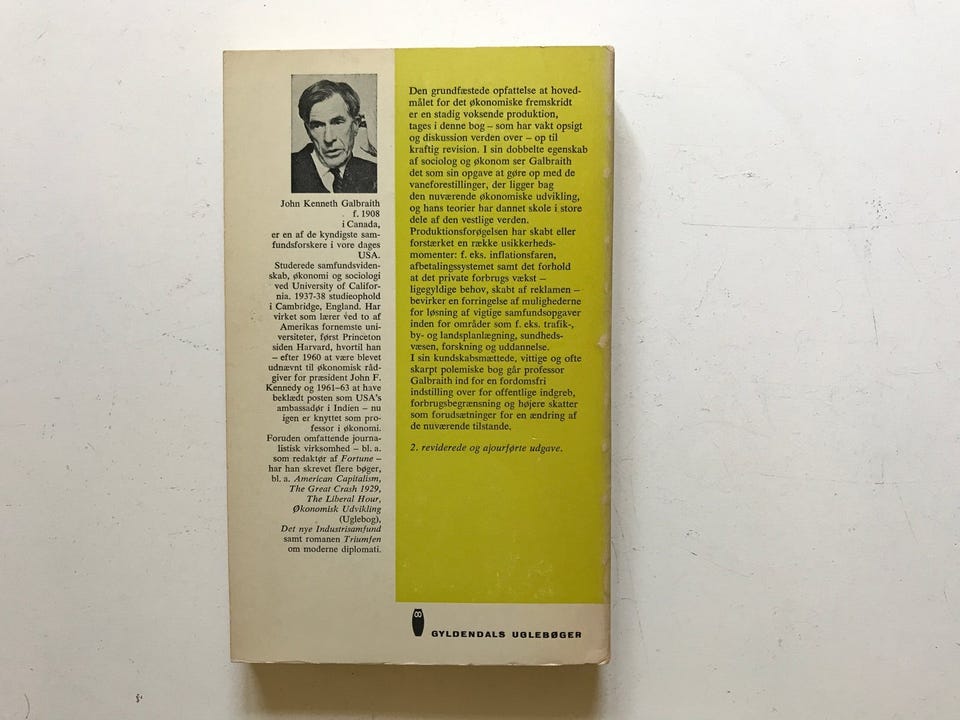 John Kenneth Galbraith
f. 1908
i Canada,
er en af de kyndigste sam-
fundsforskere i vore dages
USA.
Studerede samfundsviden-
skab, økonomi og sociologi
ved University of Califor-
nia. 1937-38 studieophold
i Cambridge, England. Har
virket som lærer ved to af
Amerikas fornemste uni-
versiteter, først Princeton
siden Harvard, hvortil han
– efter 1960 at være blevet
udnævnt til økonomisk råd-
giver for præsident John F.
Kennedy og 1961–63 at have
beklædt posten som USA's
ambassadør i Indien – nu
igen er knyttet som pro-
fessor i økonomi.
Foruden omfattende journa-
listisk virksomhed – bl. a.
som redaktør af Fortune –
har han skrevet flere bøger,
bl. a. American Capitalism,
The Great Crash 1929,
The Liberal Hour,
Økonomisk Udvikling
(Uglebog),
Det nye Industrisamfund
samt romanen Triumfen
om moderne diplomati.
Den grundfæstede opfattelse at hoved-
målet for det økonomiske fremskridt
er en stadig voksende produktion,
tages i denne bog – som har vakt opsigt
og diskussion verden over – op til
kraftig revision. I sin dobbelte egenskab
af sociolog og økonom ser Galbraith
det som sin opgave at gøre op med de
vaneforestillinger, der ligger bag
den nuværende økonomiske udvikling,
og hans teorier har dannet skole i store
dele af den vestlige verden.
Produktionsforøgelsen har skabt eller
forstærket en række usikkerheds-
momenter: f. eks. inflationsfaren,
afbetalingssystemet samt det forhold
at det private forbrugs vækst –
ligegyldige behov, skabt af reklamen –
bevirker en forringelse af mulighederne
for løsning af vigtige samfundsopgaver
inden for områder som f. eks. trafik-,
by- og landsplanlægning, sundheds-
væsen, forskning og uddannelse.
I sin kundskabsmættede, vittige og ofte
skarpt polemiske bog går professor
Galbraith ind for en fordomsfri
indstilling over for offentlige indgreb,
forbrugsbegrænsning og højere skatter
som forudsætninger for en ændring af
de nuværende tilstande.
2. reviderede og ajourførte udgave.
GYLDENDALS UGLEBØGER